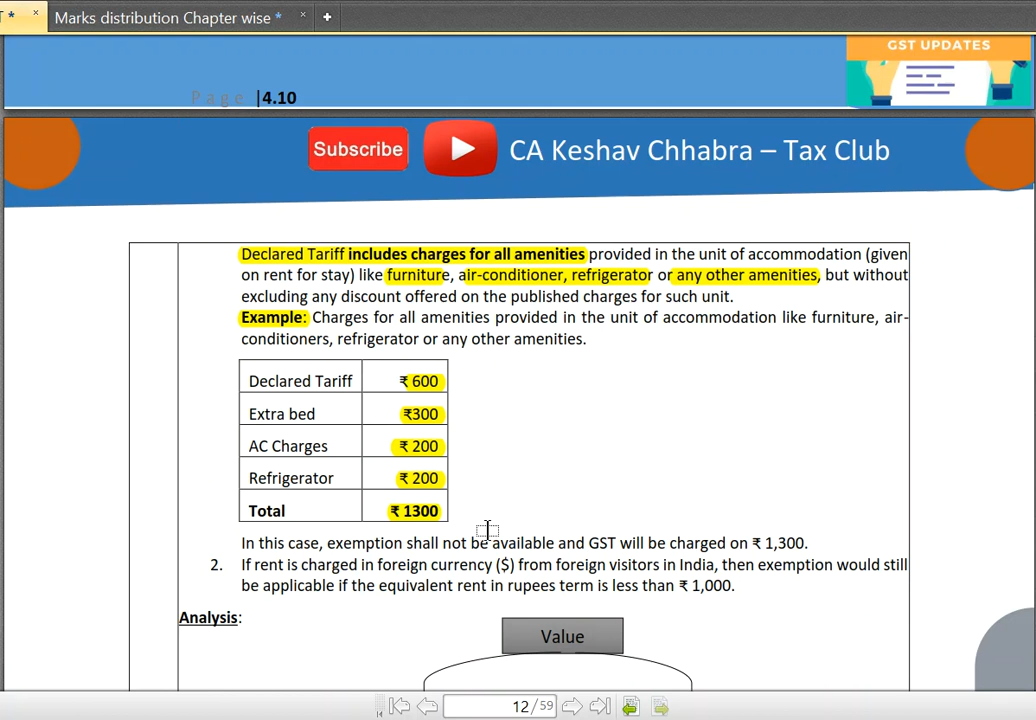 T *
Marks distribution Chapter wise *
GST UPDATES
Page |4.10
Subscribe
CA Keshav Chhabra – Tax Club
Declared Tariff includes charges for all amenities provided in the unit of accommodation (given
on rent for stay) like furniture, air-conditioner, refrigerator or any other amenities, but without
excluding any discount offered on the published charges for such unit.
Example: Charges for all amenities provided in the unit of accommodation like furniture, air-
conditioners, refrigerator or any other amenities.
Declared Tariff ₹ 600
Extra bed ₹300
AC Charges ₹ 200
Refrigerator ₹ 200
Total ₹ 1300
In this case, exemption shall not be available and GST will be charged on ₹ 1,300.
2. If rent is charged in foreign currency ($) from foreign visitors in India, then exemption would still
be applicable if the equivalent rent in rupees term is less than ₹ 1,000.
Analysis:
Value
12 / 59